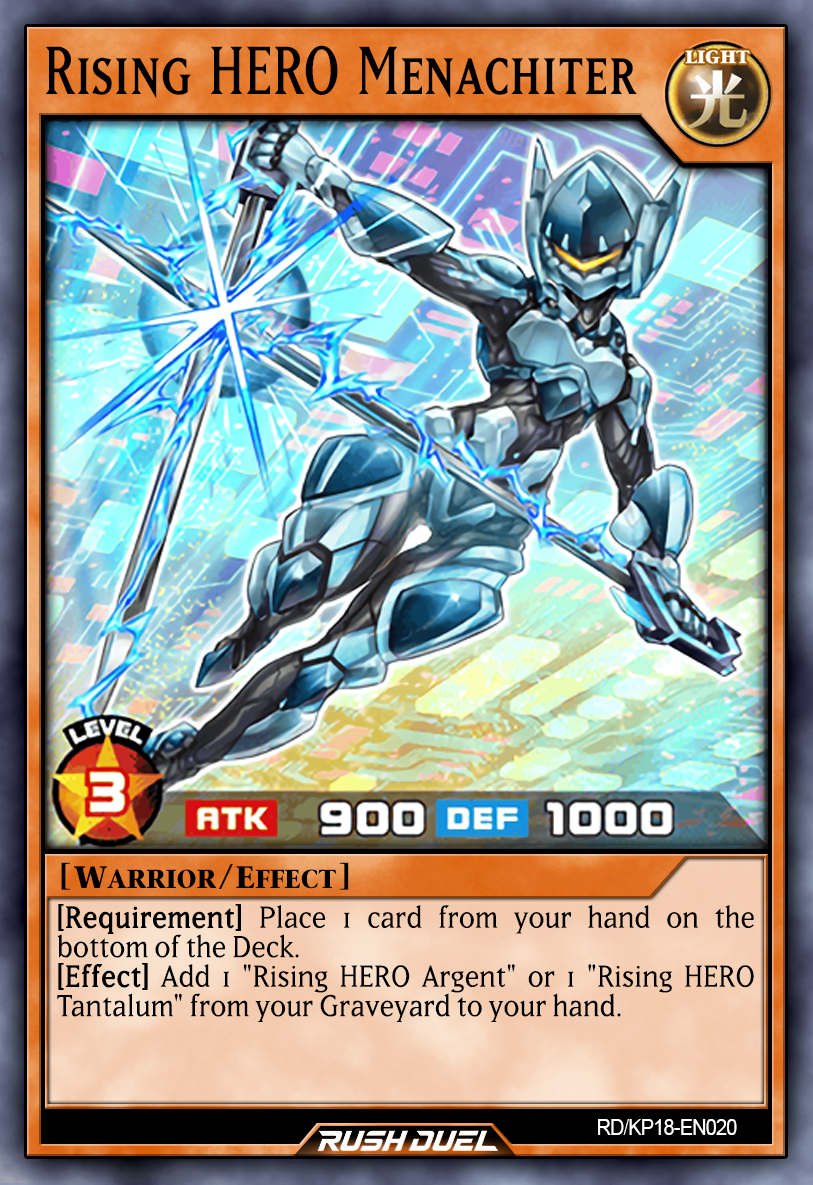 Rising HERO Menachiter
LIGHT
光
LEVEL
3
ATK 900 DEF 1000
[Warrior/Effect]
[Requirement] Place 1 card from your hand on the
bottom of the Deck.
[Effect] Add 1 "Rising HERO Argent" or 1 "Rising HERO
Tantalum" from your Graveyard to your hand.
RD/KP18-EN020
RUSH DUEL